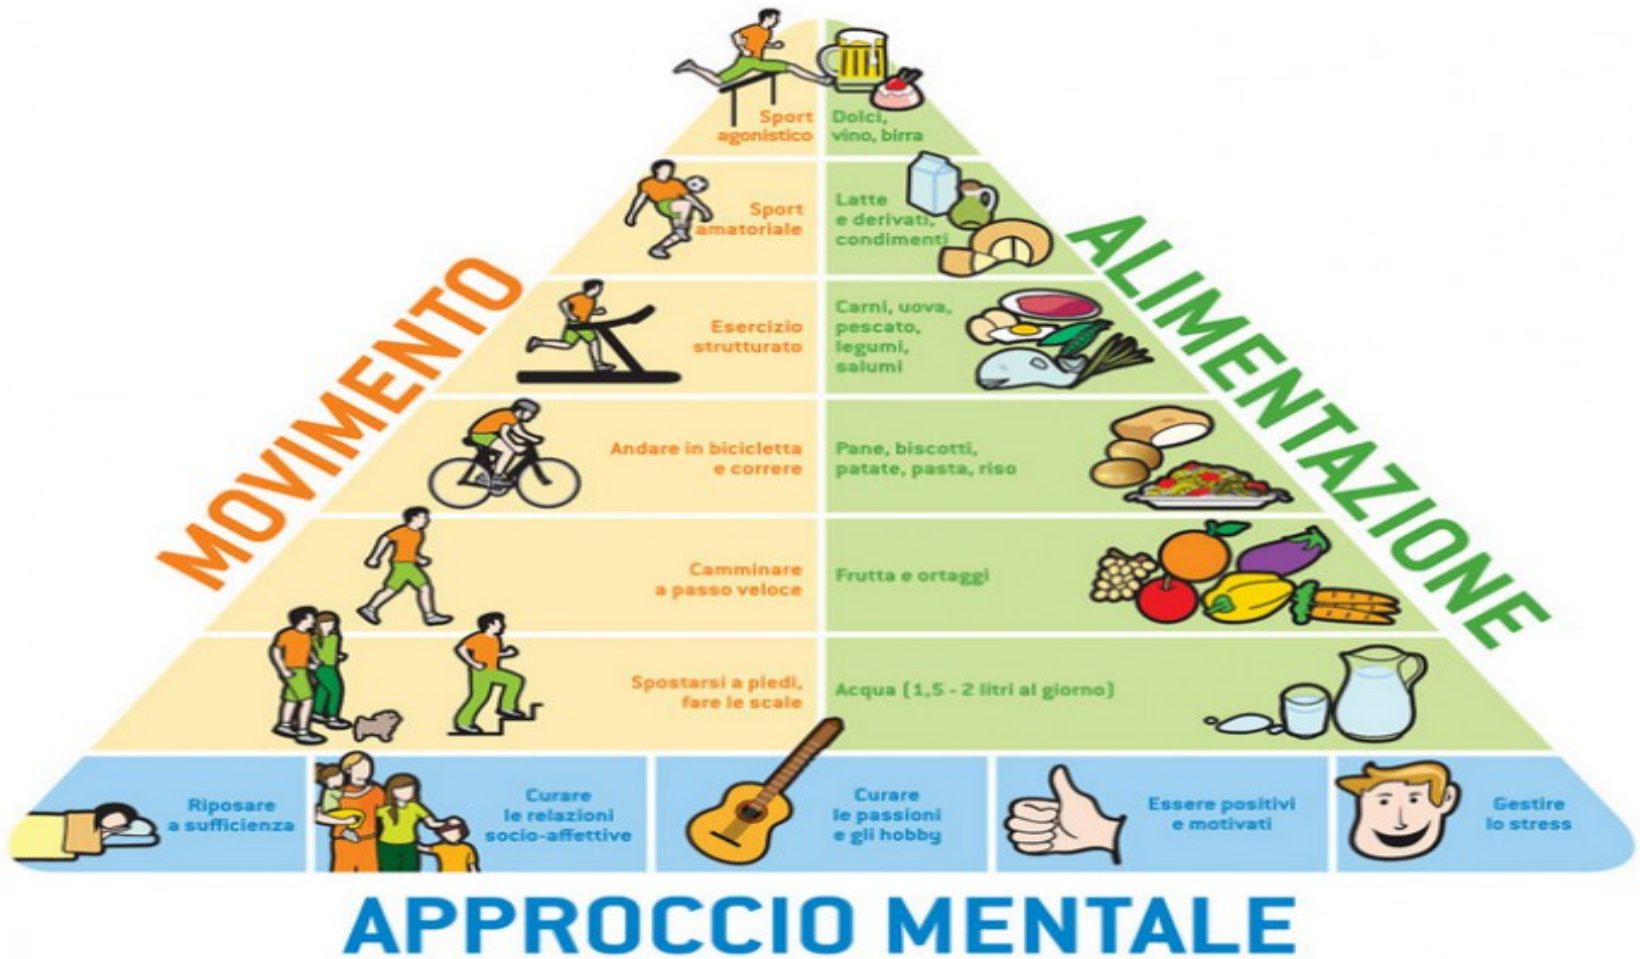 Sport
agonistico
Dolci,
vino, birra
Sport
amatoriale
Latte
e derivati,
condimenti
Esercizio
strutturato
Carni, uova,
pescato,
legumi,
salumi
Andare in bicicletta
e correre
Pane, biscotti,
patate, pasta, riso
Camminare
a passo veloce
Frutta e ortaggi
Spostarsi a piedi,
fare le scale
Acqua (1,5 - 2 litri al giorno)
MOVIMENTO
ALIMENTAZIONE
Riposare
a sufficienza
Curare
le relazioni
socio-affettive
Curare
le passioni
e gli hobby
Essere positivi
e motivati
Gestire
lo stress
APPROCCIO MENTALE